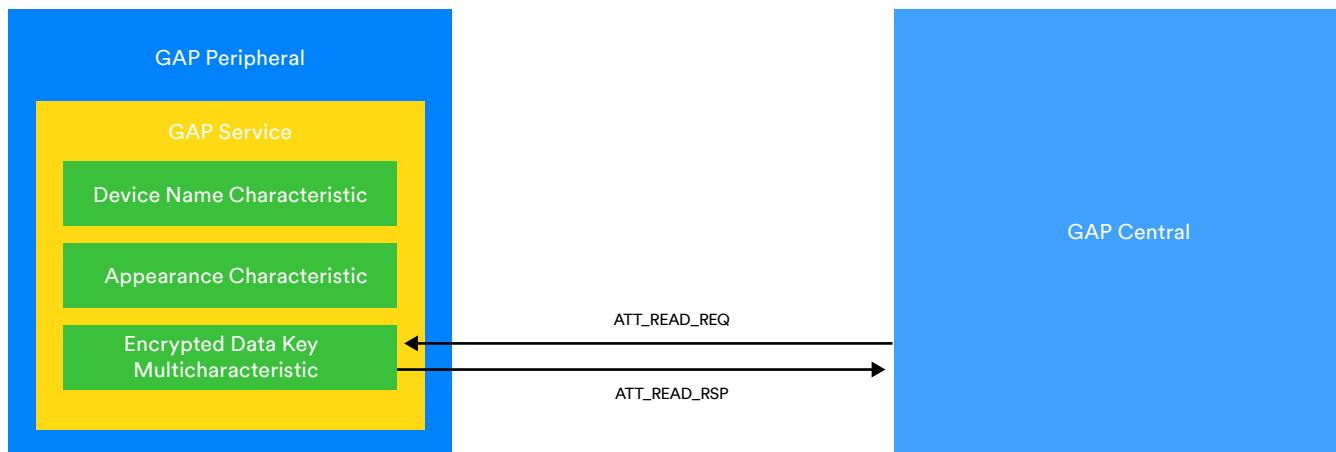 GAP Peripheral
GAP Service
Device Name Characteristic
Appearance Characteristic
Encrypted Data Key
Multicharacteristic
ATT_READ_REQ
ATT_READ_RSP
GAP Central